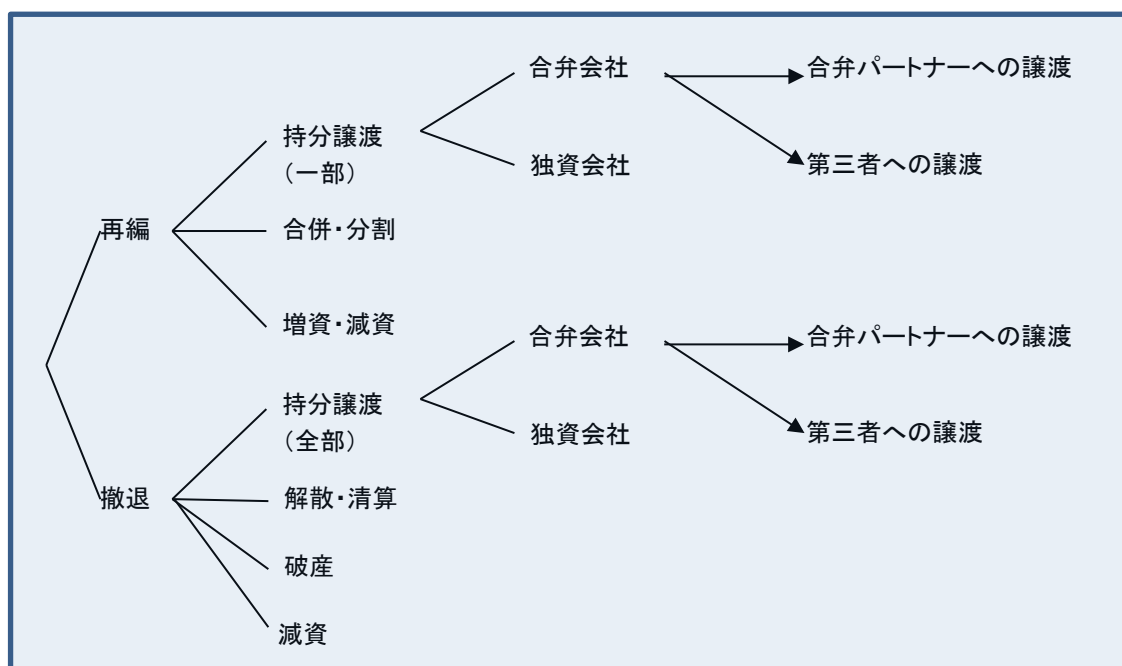 合弁会社
合弁パートナーへの譲渡
持分譲渡
（一部）
独資会社
第三者への譲渡
再編
合併・分割
増資・減資
合弁会社
合弁パートナーへの譲渡
持分譲渡
（全部）
独資会社
第三者への譲渡
撤退
解散・清算
破産
減資